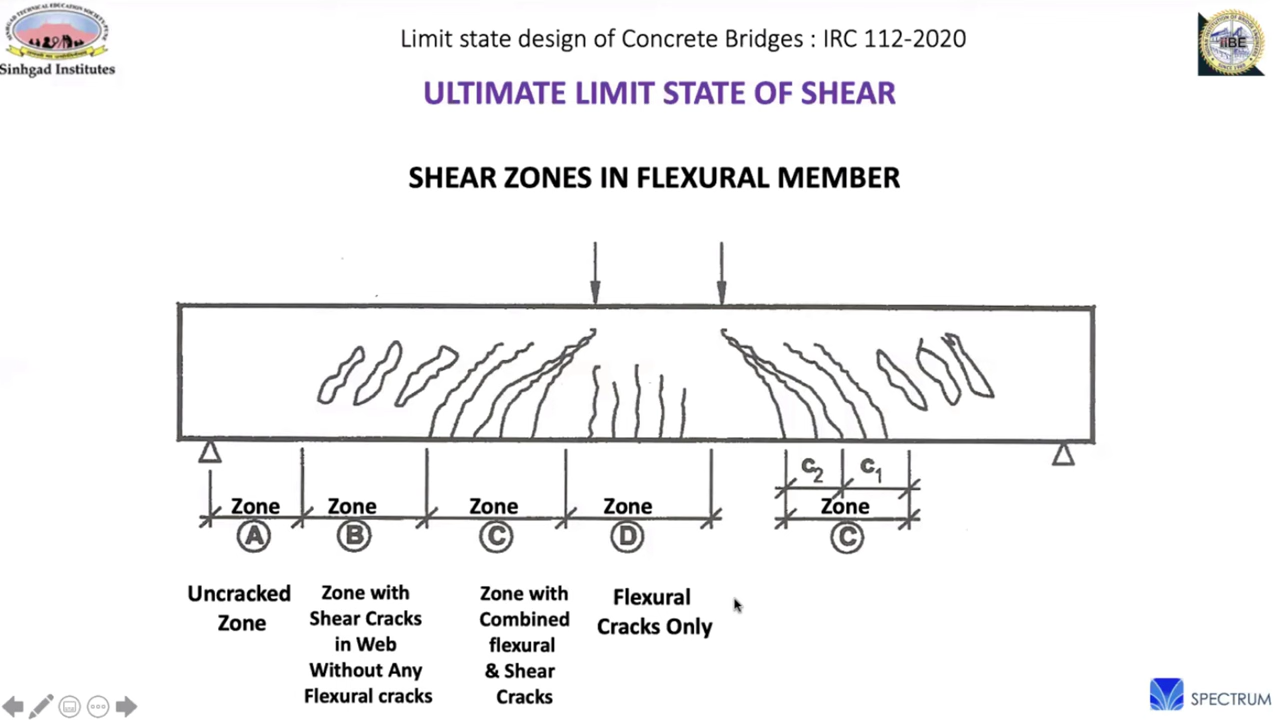 Limit state design of Concrete Bridges : IRC 112-2020
Sinhgad Institutes
IIBE
ULTIMATE LIMIT STATE OF SHEAR
SHEAR ZONES IN FLEXURAL MEMBER
C2 C1
Zone Zone Zone Zone Zone
A B C D C
Uncracked
Zone
Zone with
Shear Cracks
in Web
Without Any
Flexural cracks
Zone with
Combined
flexural
& Shear
Cracks
Flexural
Cracks Only
SPECTRUM